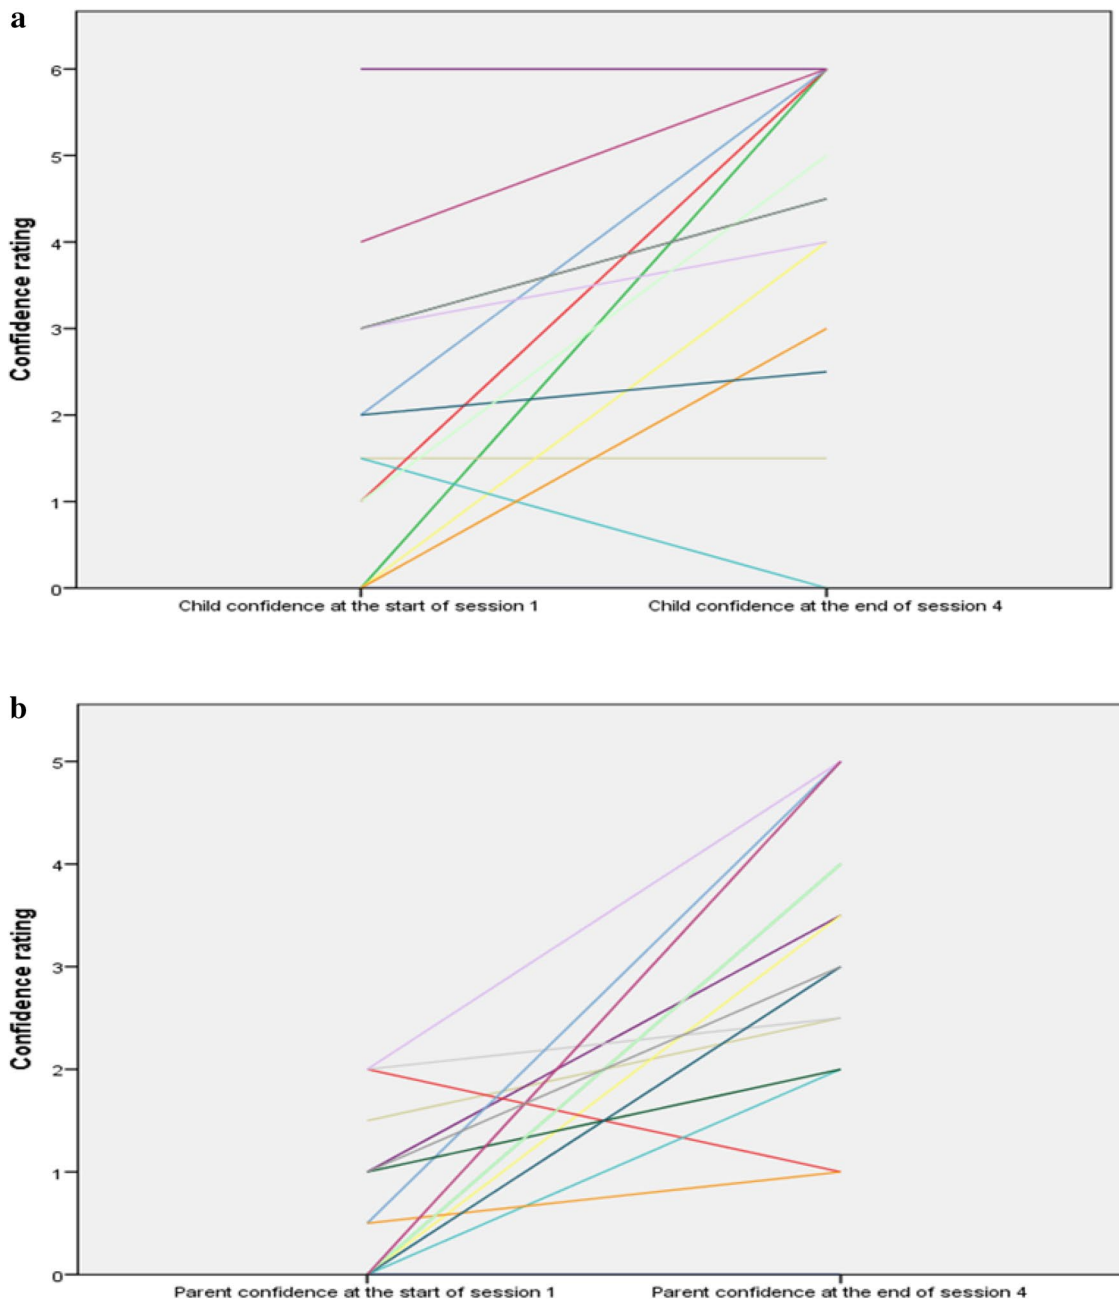 a
6
5
4
3
2
1
0
Confidence rating
Child confidence at the start of session 1
Child confidence at the end of session 4
b
5
4
3
2
1
0
Confidence rating
Parent confidence at the start of session 1
Parent confidence at the end of session 4